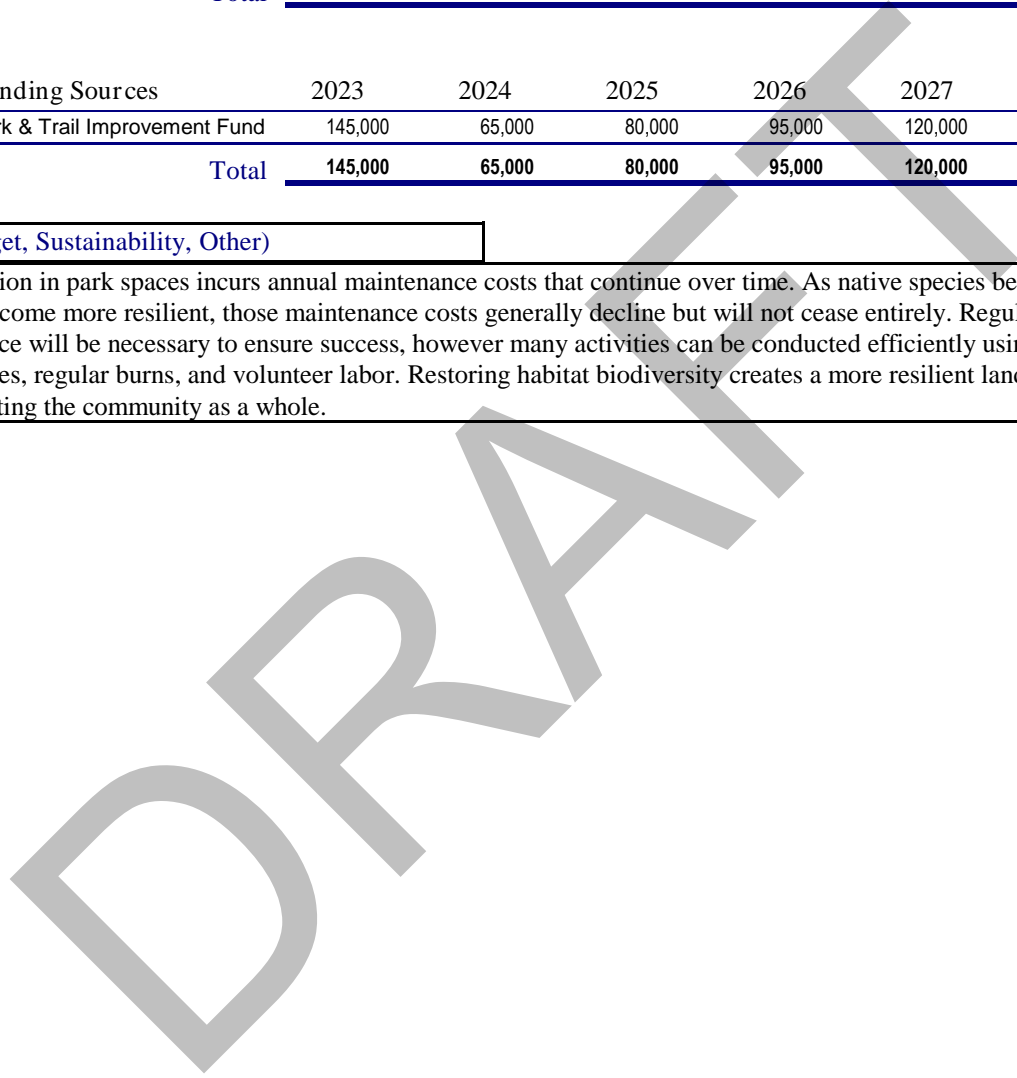 Total
nding Sources 2023 2024 2025 2026 2027
rk & Trail Improvement Fund 145,000 65,000 80,000 95,000 120,000
Total 145,000 65,000 80,000 95,000 120,000
get, Sustainability, Other)
ion in park spaces incurs annual maintenance costs that continue over time. As native species be
come more resilient, those maintenance costs generally decline but will not cease entirely. Regul
ce will be necessary to ensure success, however many activities can be conducted efficiently usin
es, regular burns, and volunteer labor. Restoring habitat biodiversity creates a more resilient land
ting the community as a whole.
DRAFT